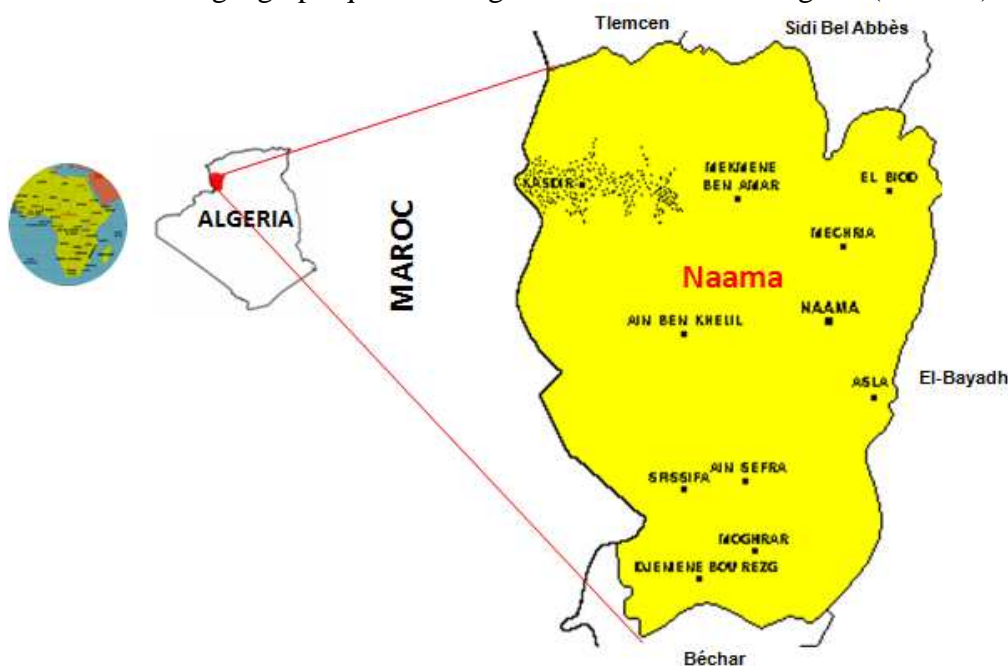 Tlemcen
Sidi Bel Abbès
KASDIR
MEKMENE
BEN AMAR
EL BIOD
ALGERIA
MAROC
MECHRIA
Naama
NAAMA
AIN BEN KHELIL
ASLA
El-Bayadh
SFISSIFA
AIN SEFRA
MOGHRAR
DJENIENE BOU REZG
Béchar